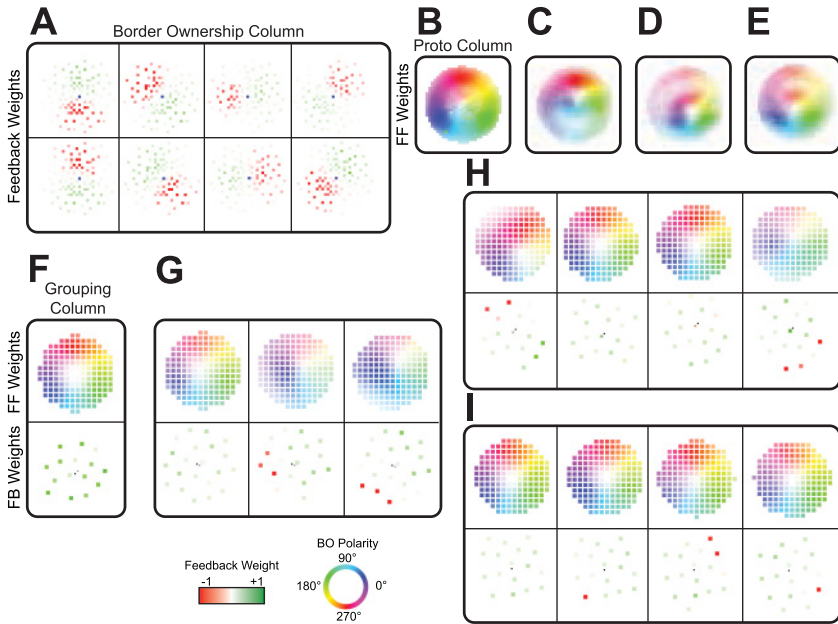 A
Border Ownership Column
Feedback Weights
B
Proto Column
FF Weights
C
D
E
H
F
Grouping Column
FF Weights
FB Weights
G
I
Feedback Weight
-1
+1
BO Polarity
90°
180°
0°
270°